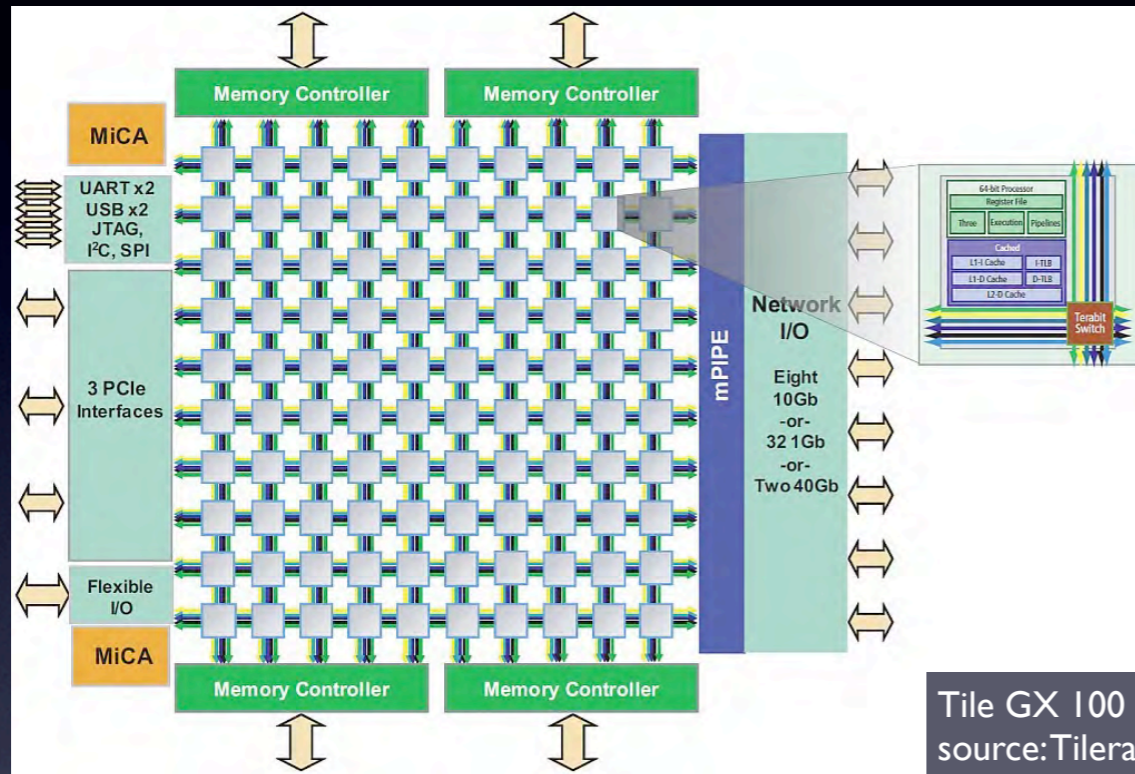 Memory Controller
Memory Controller
MiCA
UART x2
USB x2
JTAG,
I²C, SPI
3 PCIe
Interfaces
Flexible
I/O
MiCA
mPIPE
Network
I/O
Eight
10Gb
-or-
32 1Gb
-or-
Two 40Gb
64-bit Processor
Register File
Three Execution Pipelines
Cached
L1-I Cache I-TLB
L1-D Cache D-TLB
L2-D Cache
Terabit
Switch
Memory Controller
Memory Controller
Tile GX 100
source: Tilera